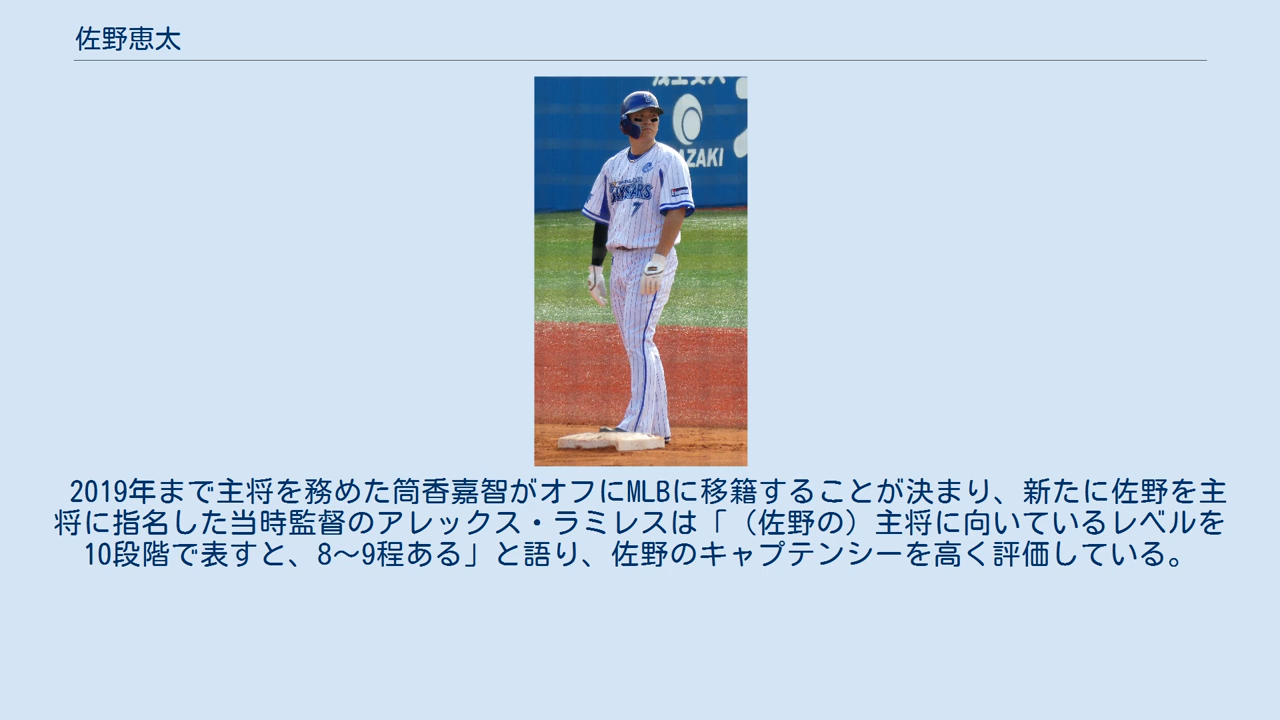 佐野恵太
AZAKI
7
2019年まで主将を務めた筒香嘉智がオフにMLBに移籍することが決まり、新たに佐野を主
将に指名した当時監督のアレックス・ラミレスは「（佐野の）主将に向いているレベルを
10段階で表すと、8〜9程ある」と語り、佐野のキャプテンシーを高く評価している。